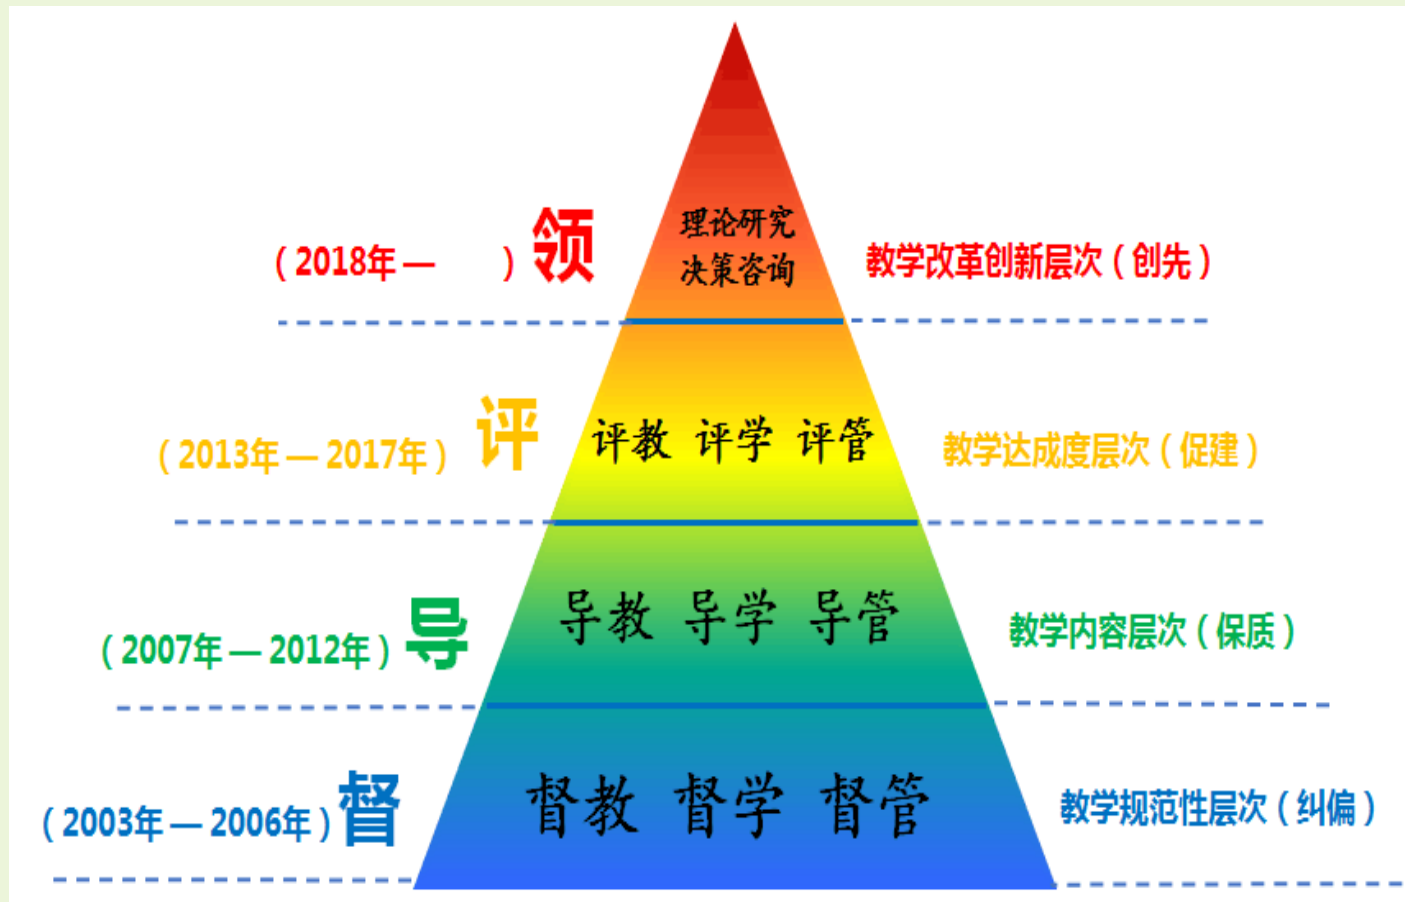 理论研究
(2018年 —　　) 领 决策咨询 教学改革创新层次(创先)
(2013年 — 2017年) 评 评教 评学 评管 教学达成度层次(促建)
(2007年 — 2012年) 导 导教 导学 导管 教学内容层次(保质)
(2003年 — 2006年) 督 督教 督学 督管 教学规范性层次(纠偏)